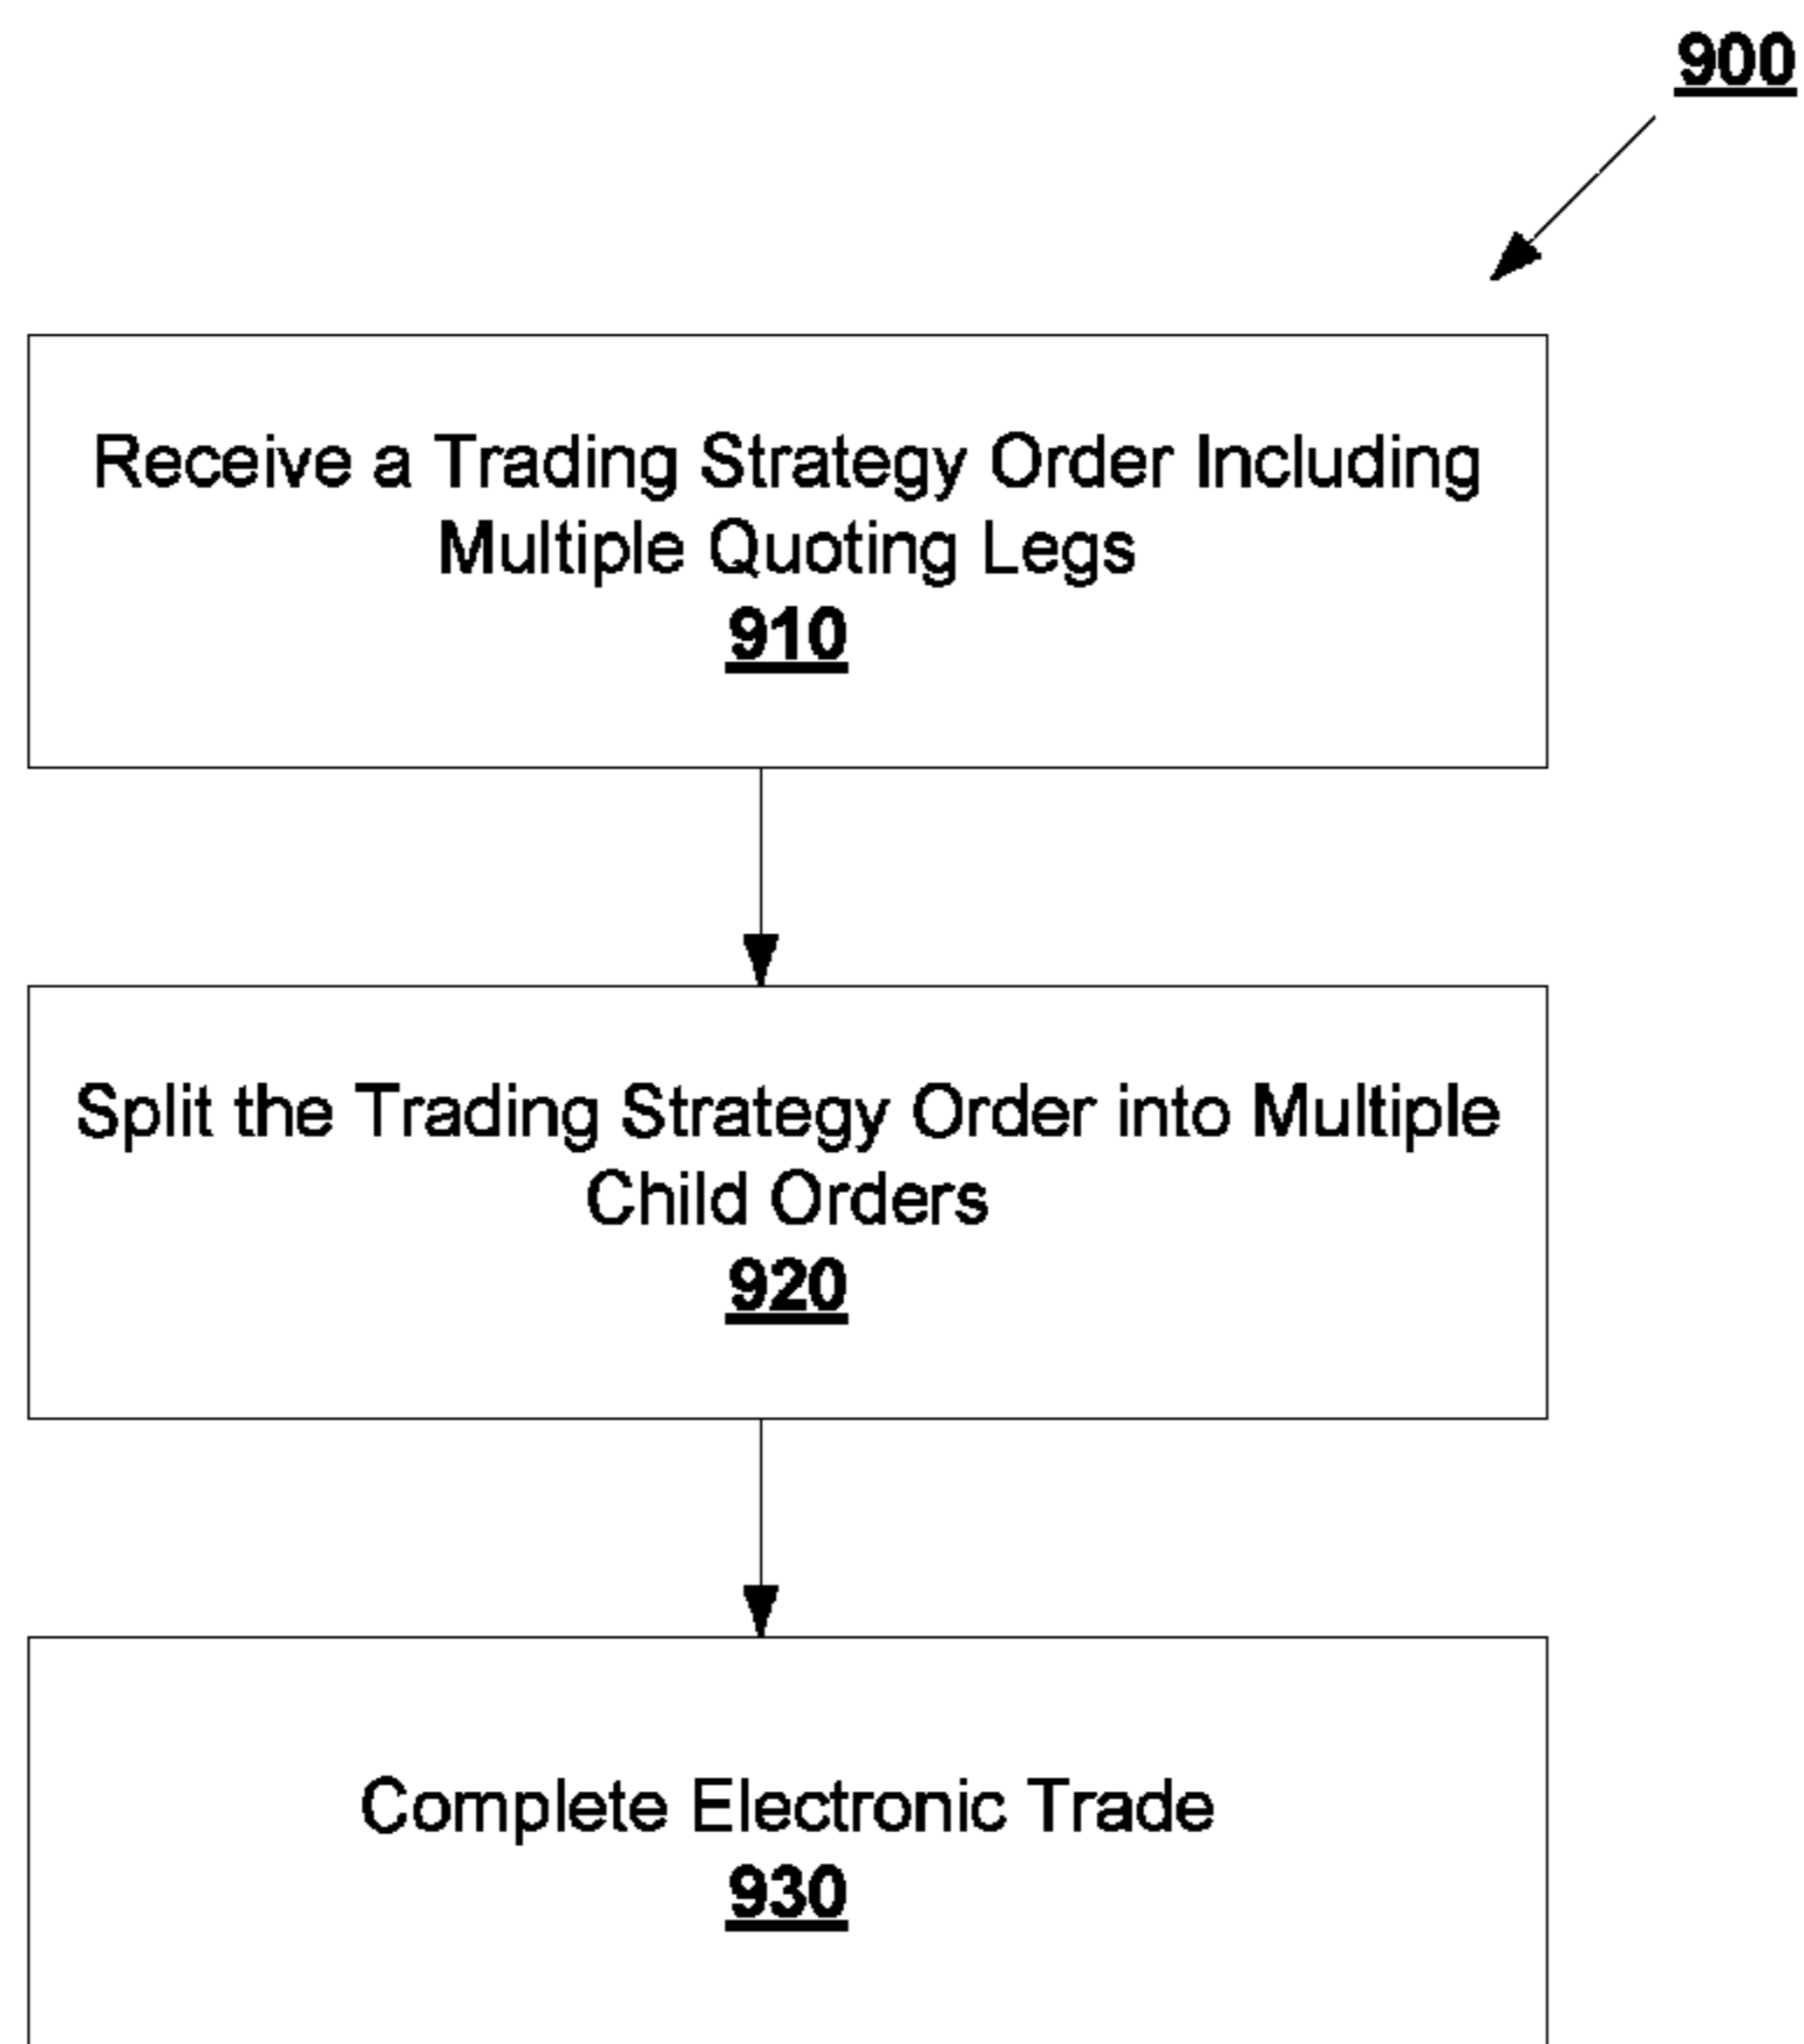 900
Receive a Trading Strategy Order Including
Multiple Quoting Legs
910
Split the Trading Strategy Order into Multiple
Child Orders
920
Complete Electronic Trade
930